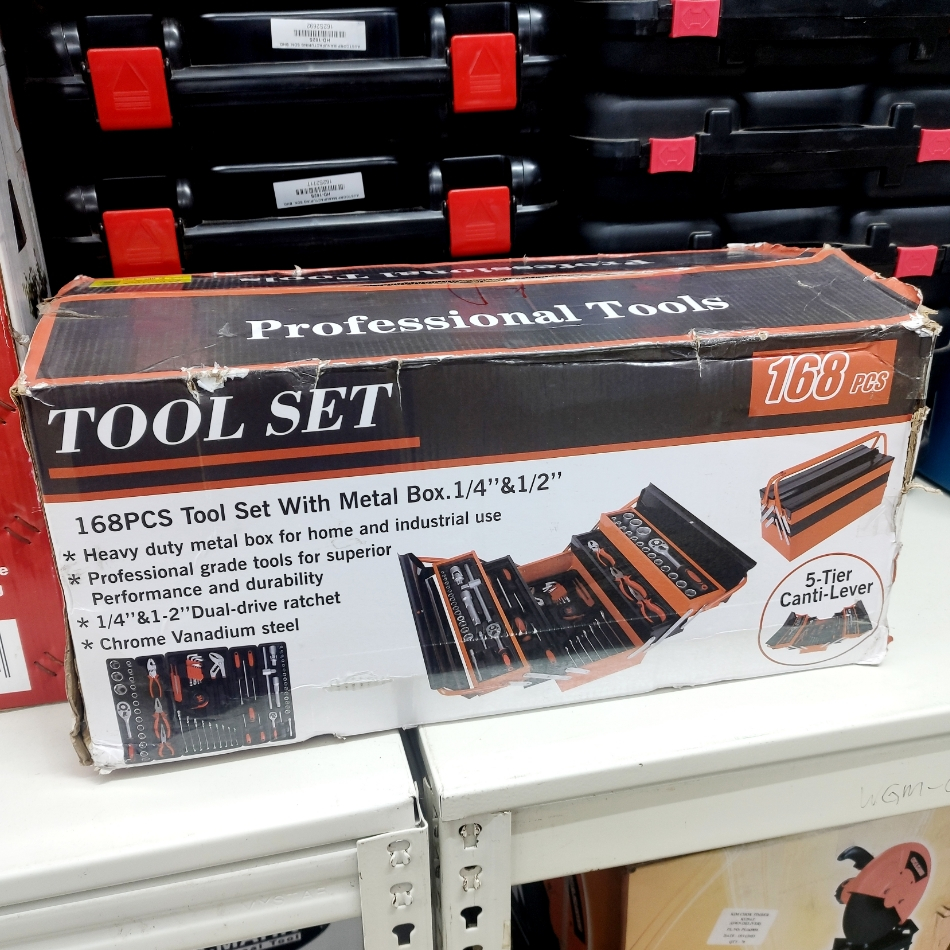 Professional Tools
Professional Tools
TOOL SET
168 PCS
168PCS Tool Set With Metal Box.1/4’’&1/2’’
* Heavy duty metal box for home and industrial use
* Professional grade tools for superior
Performance and durability
* 1/4’’&1-2’’Dual-drive ratchet
* Chrome Vanadium steel
5-Tier
Canti-Lever